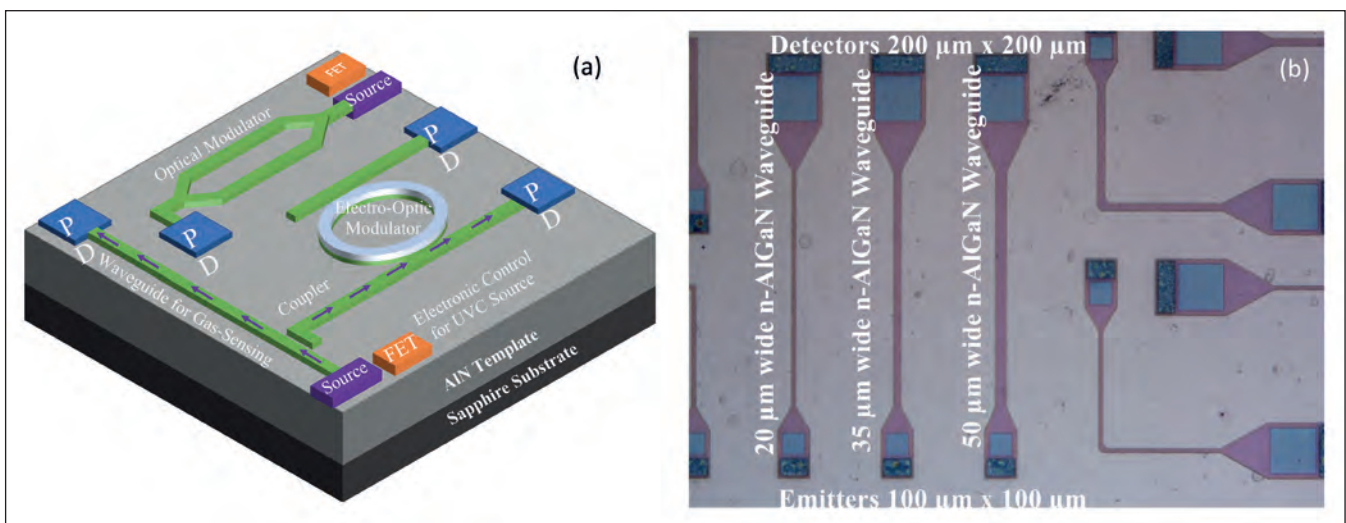 (a)
FET
Source
Optical Modulator
P
D
P
D
Electro-Optic
Modulator
P
D
P
D
Waveguide for Gas-Sensing
Coupler
Electronic Control
for UVC Source
FET
Source
AlN Template
Sapphire Substrate
Detectors 200 µm x 200 µm
(b)
20 µm wide n-AlGaN Waveguide
35 µm wide n-AlGaN Waveguide
50 µm wide n-AlGaN Waveguide
Emitters 100 µm x 100 µm